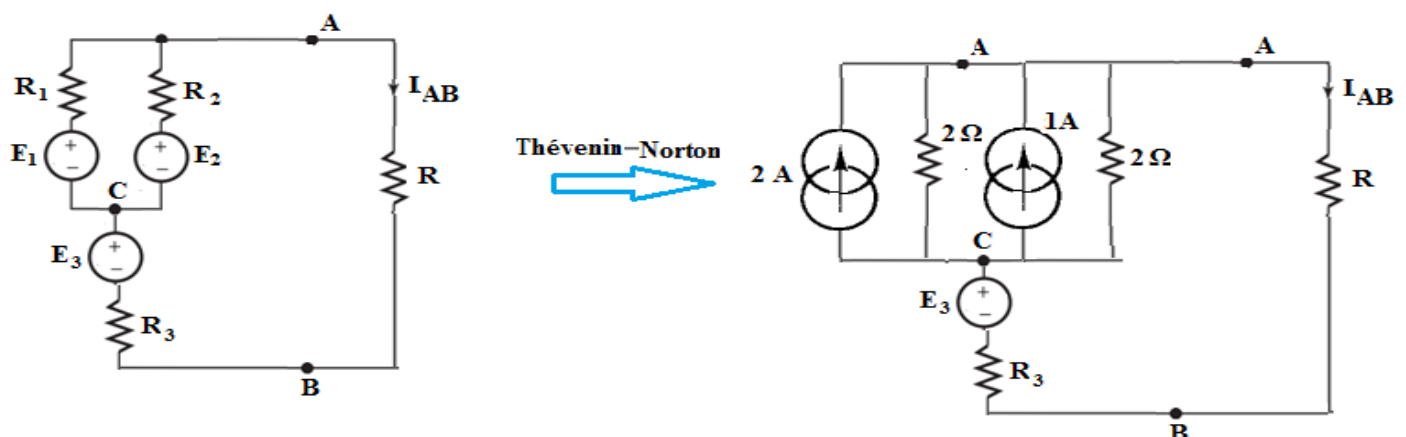 A
R1
R2
IAB
E1
E2
R
C
E3
R3
B
Thévenin–Norton
A
A
IAB
2 A
2 Ω
1A
2 Ω
R
C
E3
R3
B